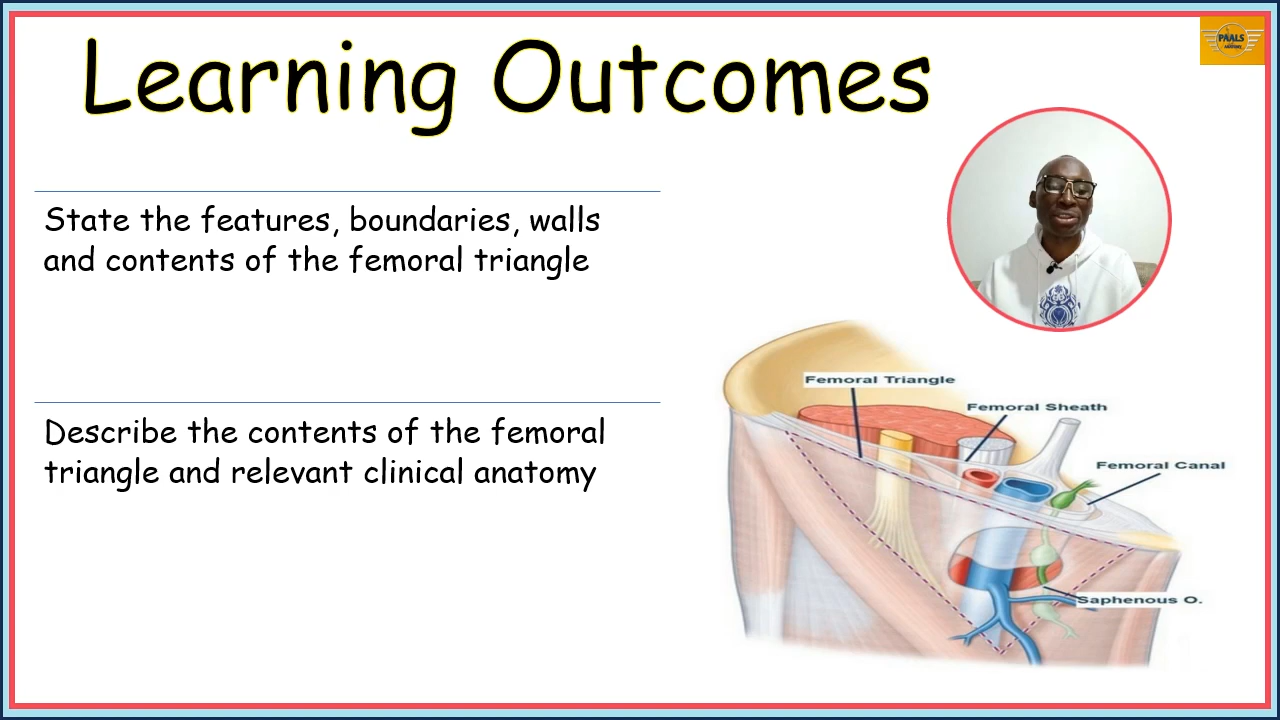 Learning Outcomes
PAALS
State the features, boundaries, walls
and contents of the femoral triangle
Describe the contents of the femoral
triangle and relevant clinical anatomy
Femoral Triangle
Femoral Sheath
Femoral Canal
Saphenous O.